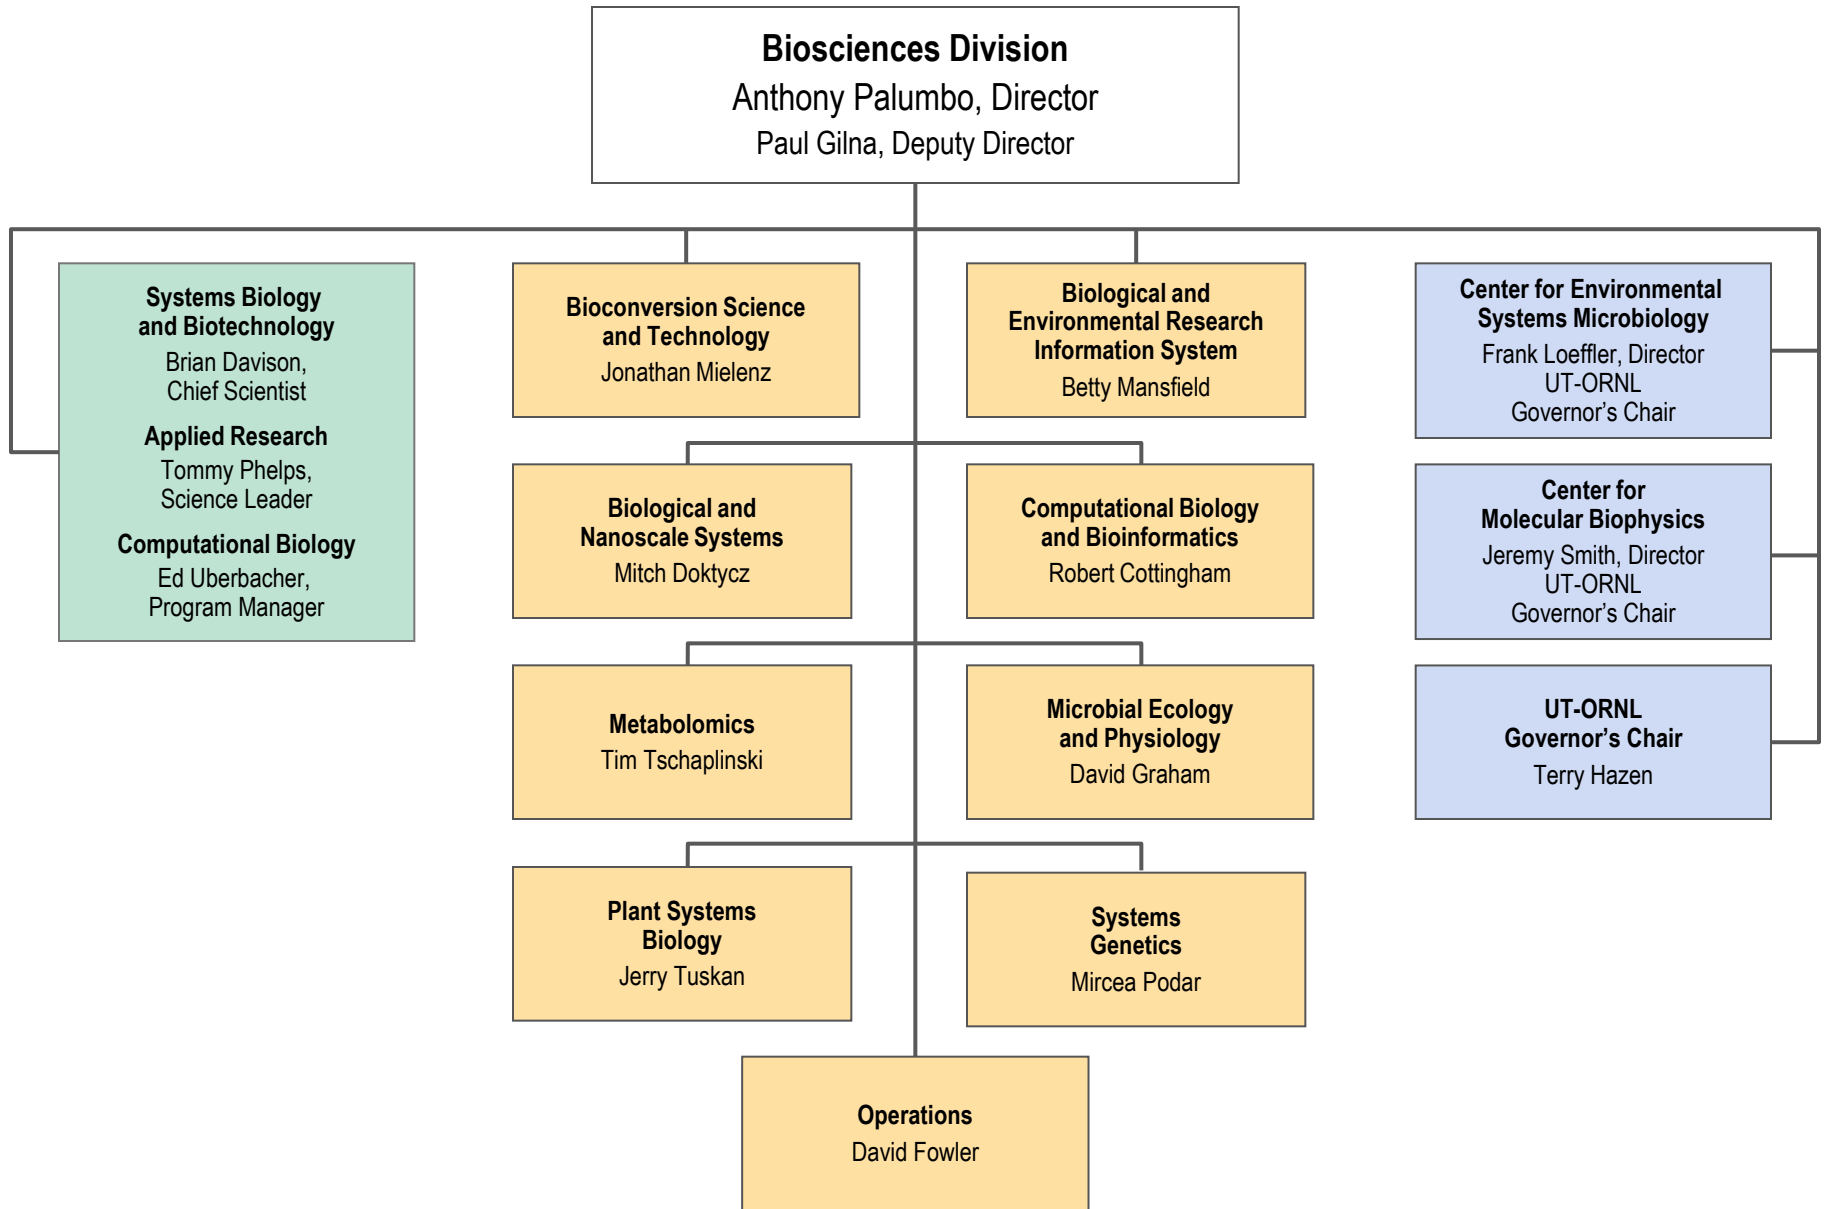 Biosciences Division
Anthony Palumbo, Director
Paul Gilna, Deputy Director
Systems Biology
and Biotechnology
Brian Davison,
Chief Scientist
Applied Research
Tommy Phelps,
Science Leader
Computational Biology
Ed Uberbacher,
Program Manager
Bioconversion Science
and Technology
Jonathan Mielenz
Biological and
Environmental Research
Information System
Betty Mansfield
Center for Environmental
Systems Microbiology
Frank Loeffler, Director
UT-ORNL
Governor’s Chair
Biological and
Nanoscale Systems
Mitch Doktycz
Computational Biology
and Bioinformatics
Robert Cottingham
Center for
Molecular Biophysics
Jeremy Smith, Director
UT-ORNL
Governor’s Chair
Metabolomics
Tim Tschaplinski
Microbial Ecology
and Physiology
David Graham
UT-ORNL
Governor’s Chair
Terry Hazen
Plant Systems
Biology
Jerry Tuskan
Systems
Genetics
Mircea Podar
Operations
David Fowler